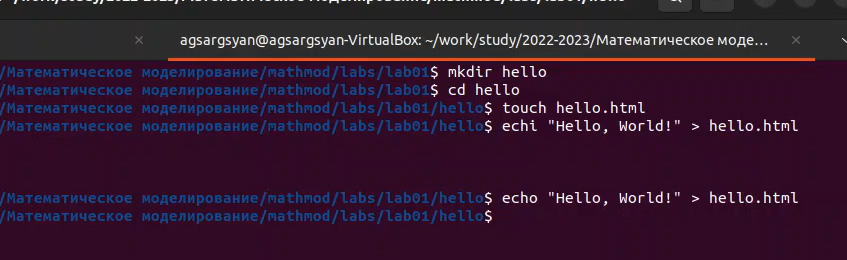 agsargsyan@agsargsyan-VirtualBox: ~/work/study/2022-2023/Математическое моде...
/Математическое моделирование/mathmod/labs/lab01$ mkdir hello
/Математическое моделирование/mathmod/labs/lab01$ cd hello
/Математическое моделирование/mathmod/labs/lab01/hello$ touch hello.html
/Математическое моделирование/mathmod/labs/lab01/hello$ echi "Hello, World!" > hello.html
/Математическое моделирование/mathmod/labs/lab01/hello$ echo "Hello, World!" > hello.html
/Математическое моделирование/mathmod/labs/lab01/hello$